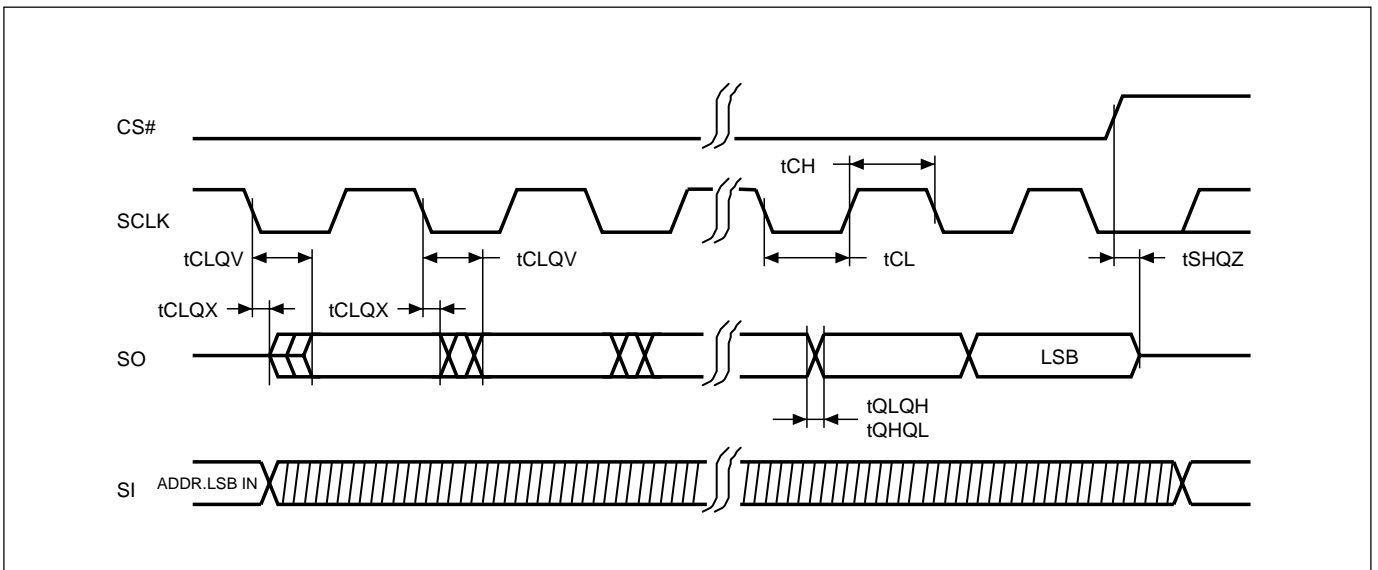 CS#
tCH
SCLK
tCLQV
tCLQV
tCL
tSHQZ
tCLQX
tCLQX
SO
LSB
tQLQH
tQHQL
SI
ADDR.LSB IN